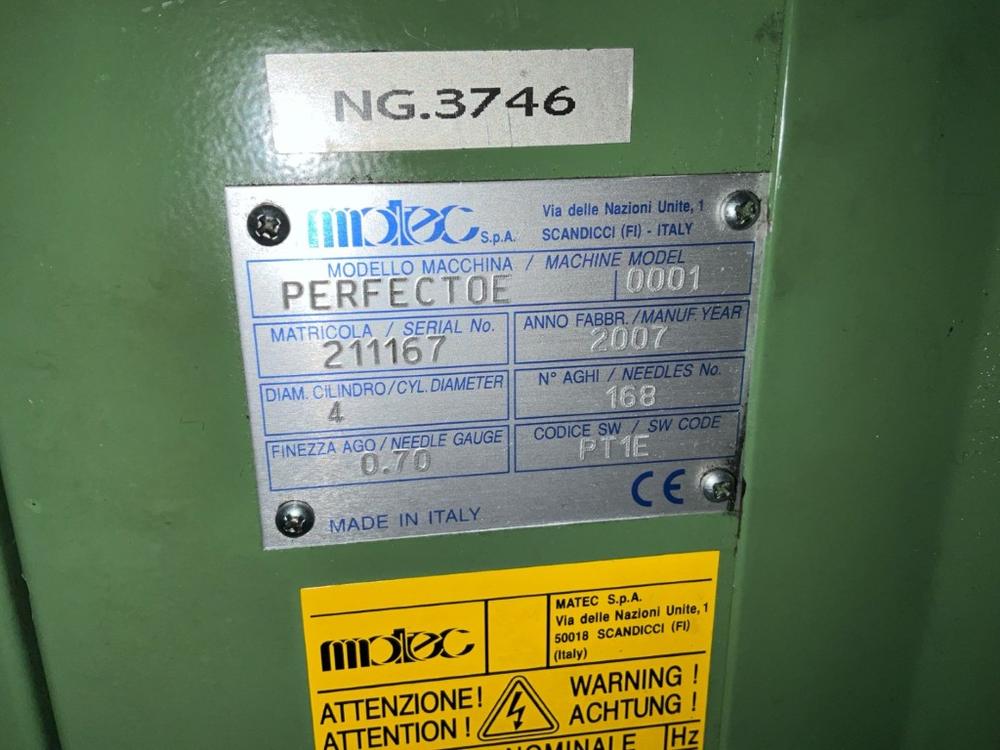 NG.3746
matec S.p.A.
Via delle Nazioni Unite, 1
SCANDICCI (FI) - ITALY
MODELLO MACCHINA / MACHINE MODEL
PERFECTOE 0001
MATRICOLA / SERIAL No.
211167
ANNO FABBR./MANUF. YEAR
2007
DIAM. CILINDRO/CYL. DIAMETER
4
N° AGHI / NEEDLES No.
168
FINEZZA AGO / NEEDLE GAUGE
0.70
CODICE SW / SW CODE
PT1E
MADE IN ITALY
CE
matec
MATEC S.p.A.
Via delle Nazioni Unite, 1
50018 SCANDICCI (FI)
(Italy)
ATTENZIONE!
ATTENTION!
WARNING !
ACHTUNG !
NOMINALE
Hz